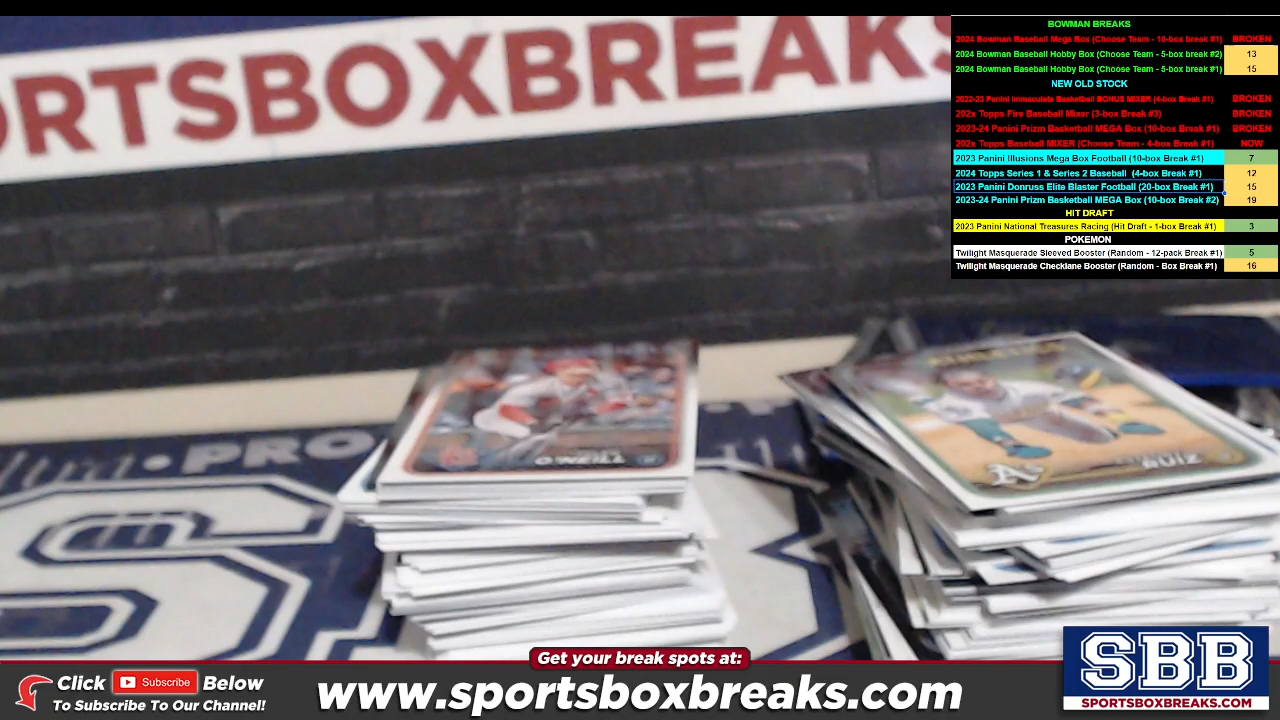 ORTSBOXBREAKS
BOWMAN BREAKS
2024 Bowman Baseball Mega Box (Choose Team - 10-box break #1) BROKEN
2024 Bowman Baseball Hobby Box (Choose Team - 5-box break #2) 13
2024 Bowman Baseball Hobby Box (Choose Team - 5-box break #1) 15
NEW OLD STOCK
2022-23 Panini Immaculate Basketball BONUS MIXER (4-box Break #1) BROKEN
202x Topps Fire Baseball Mixer (3-box Break #3) BROKEN
2023-24 Panini Prizm Basketball MEGA Box (10-box Break #1) BROKEN
202x Topps Baseball MIXER (Choose Team - 4-box Break #1) NOW
2023 Panini Illusions Mega Box Football (10-box Break #1) 7
2024 Topps Series 1 & Series 2 Baseball (4-box Break #1) 12
2023 Panini Donruss Elite Blaster Football (20-box Break #1) 15
2023-24 Panini Prizm Basketball MEGA Box (10-box Break #2) 19
HIT DRAFT
2023 Panini National Treasures Racing (Hit Draft - 1-box Break #1) 3
POKEMON
Twilight Masquerade Sleeved Booster (Random - 12-pack Break #1) 5
Twilight Masquerade Checklane Booster (Random - Box Break #1) 16
O'NEILL
A's
RUIZ
PRO
S
Get your break spots at:
Click Subscribe Below
To Subscribe To Our Channel!
www.sportsboxbreaks.com
SBB
SPORTSBOXBREAKS.COM